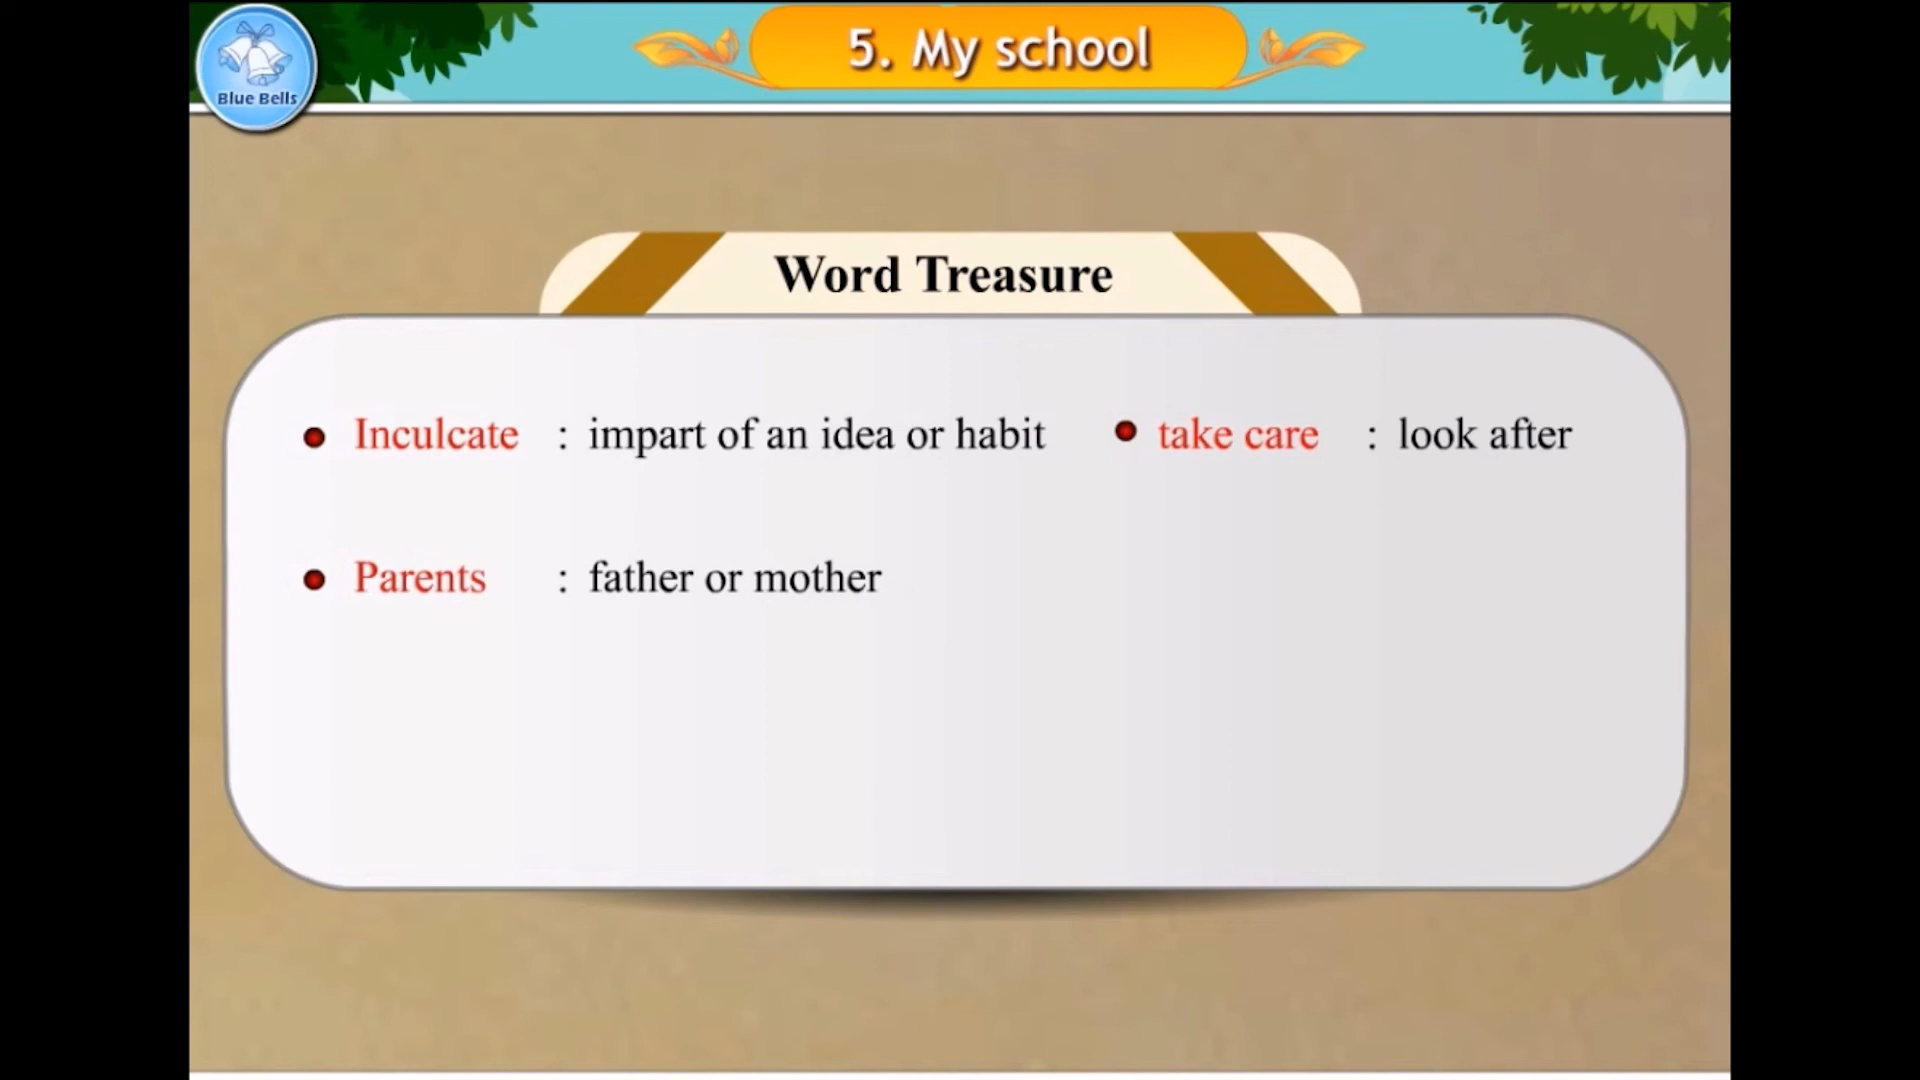 Blue Bells
5. My school
Word Treasure
Inculcate : impart of an idea or habit
take care : look after
Parents : father or mother